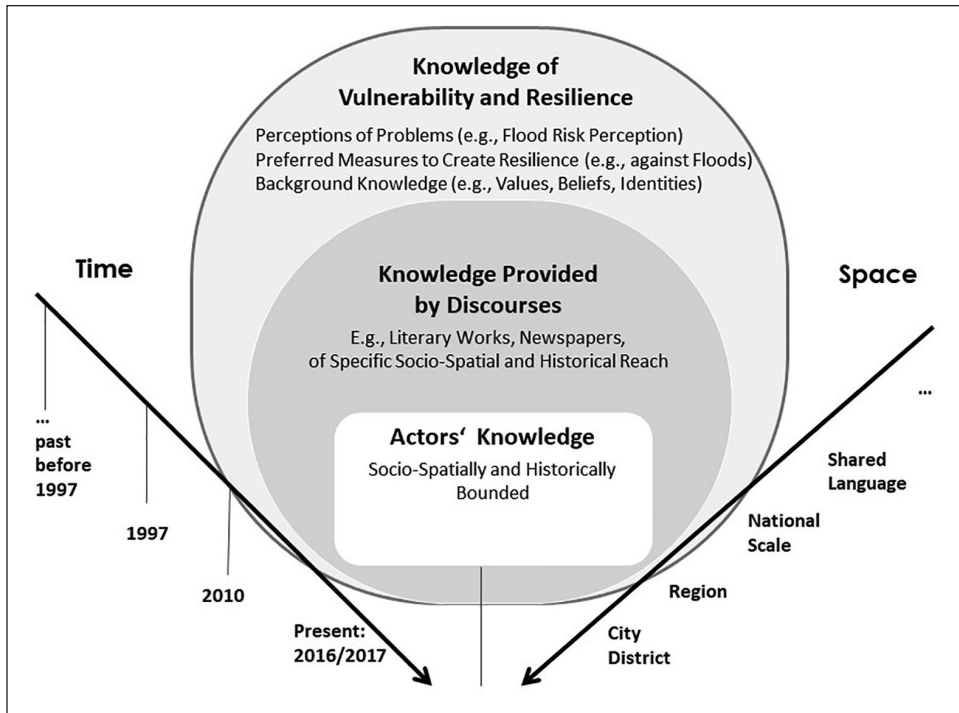 Knowledge of
Vulnerability and Resilience
Perceptions of Problems (e.g., Flood Risk Perception)
Preferred Measures to Create Resilience (e.g., against Floods)
Background Knowledge (e.g., Values, Beliefs, Identities)
Time
Space
Knowledge Provided
by Discourses
E.g., Literary Works, Newspapers,
of Specific Socio-Spatial and Historical Reach
Actors‘ Knowledge
Socio-Spatially and Historically
Bounded
...
past
before
1997
1997
2010
Present:
2016/2017
...
Shared
Language
National
Scale
Region
City
District